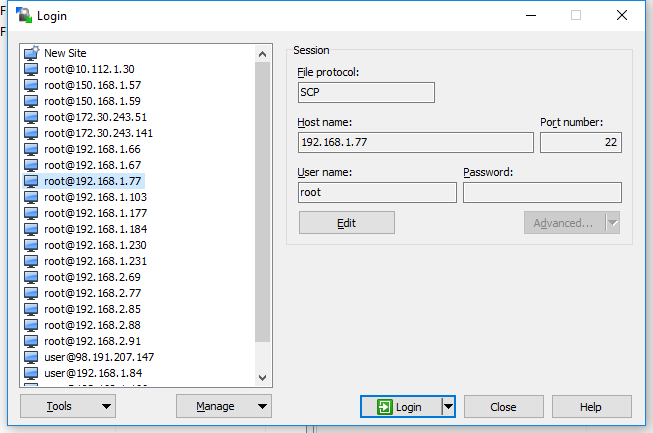 F
F
Login
New Site
root@10.112.1.30
root@150.168.1.57
root@150.168.1.59
root@172.30.243.51
root@172.30.243.141
root@192.168.1.66
root@192.168.1.67
root@192.168.1.77
root@192.168.1.103
root@192.168.1.177
root@192.168.1.184
root@192.168.1.230
root@192.168.1.231
root@192.168.2.69
root@192.168.2.77
root@192.168.2.85
root@192.168.2.88
root@192.168.2.91
user@98.191.207.147
user@192.168.1.84
Tools
Manage
Session
File protocol:
SCP
Host name:
Port number:
192.168.1.77
22
User name:
Password:
root
Edit
Advanced...
Login
Close
Help